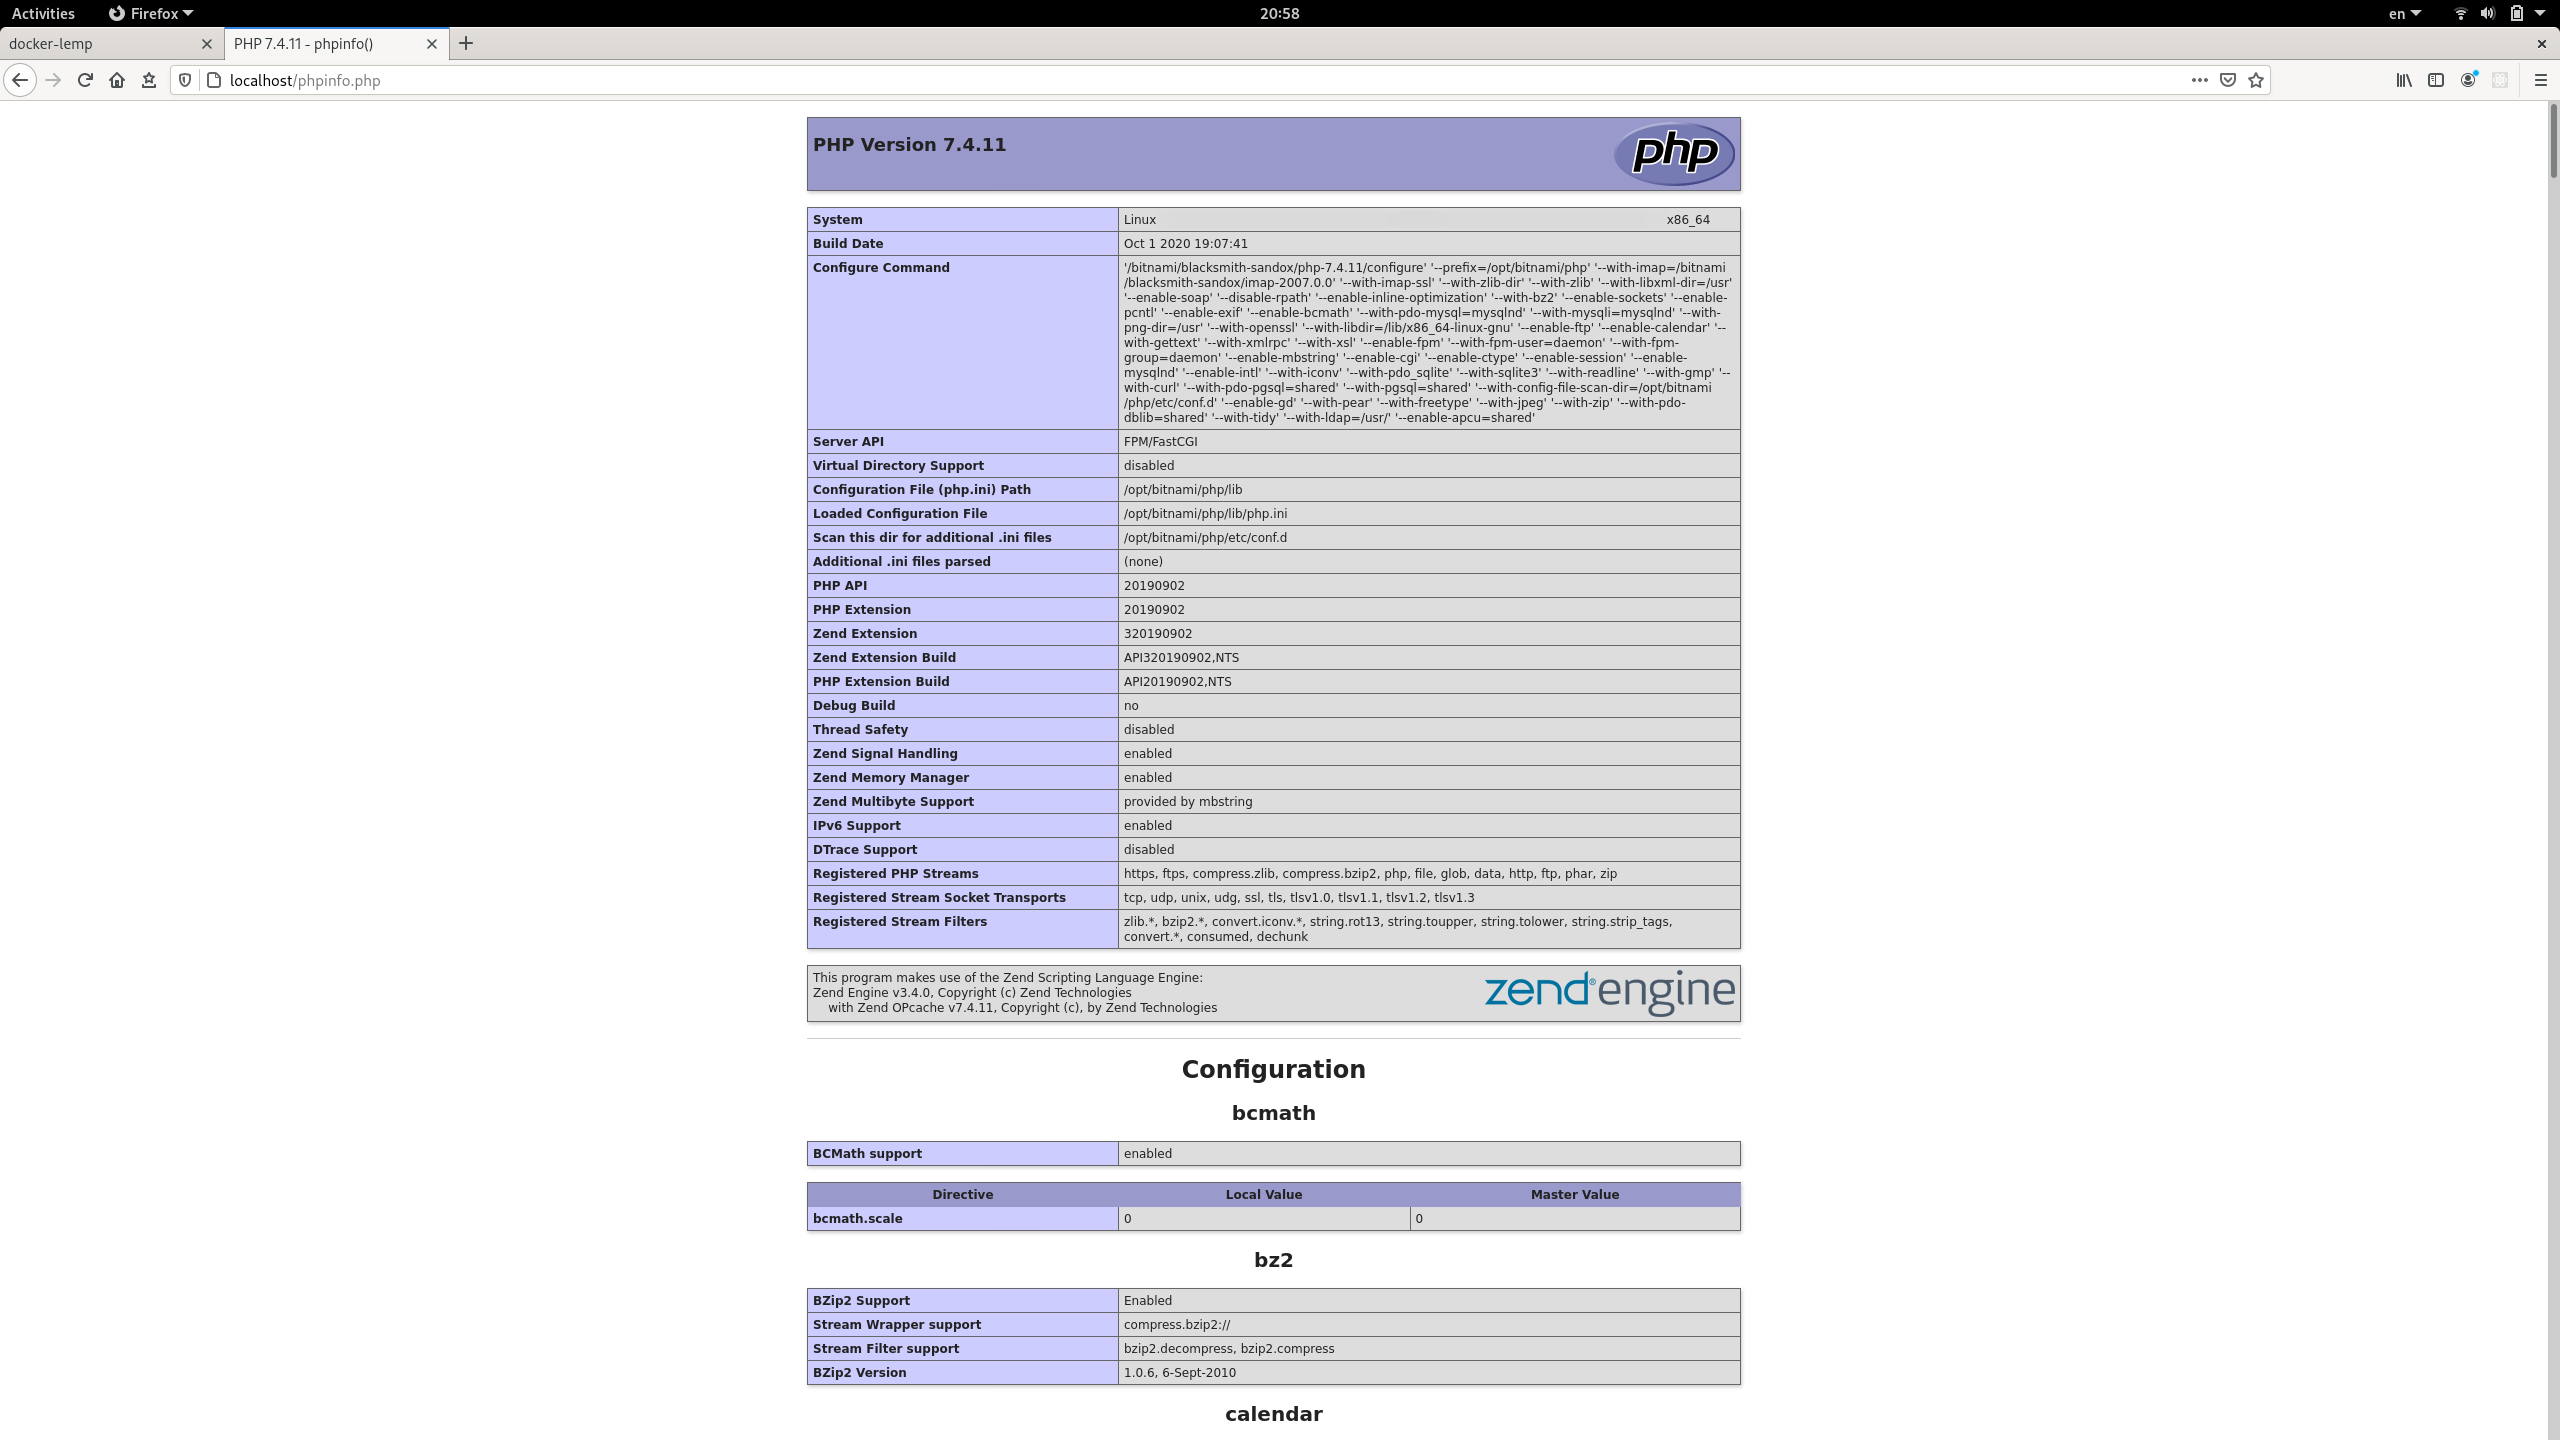 Activities Firefox 20:58 en
docker-lemp PHP 7.4.11 - phpinfo()
localhost/phpinfo.php
PHP Version 7.4.11 php
System Linux x86_64
Build Date Oct 1 2020 19:07:41
Configure Command '/bitnami/blacksmith-sandox/php-7.4.11/configure' '--prefix=/opt/bitnami/php' '--with-imap=/bitnami
/blacksmith-sandox/imap-2007.0.0' '--with-imap-ssl' '--with-zlib-dir' '--with-zlib' '--with-libxml-dir=/usr'
'--enable-soap' '--disable-rpath' '--enable-inline-optimization' '--with-bz2' '--enable-sockets' '--enable-
pcntl' '--enable-exif' '--enable-bcmath' '--with-pdo-mysql=mysqlnd' '--with-mysqli=mysqlnd' '--with-
png-dir=/usr' '--with-openssl' '--with-libdir=/lib/x86_64-linux-gnu' '--enable-ftp' '--enable-calendar' '--
with-gettext' '--with-xmlrpc' '--with-xsl' '--enable-fpm' '--with-fpm-user=daemon' '--with-fpm-
group=daemon' '--enable-mbstring' '--enable-cgi' '--enable-ctype' '--enable-session' '--enable-
mysqlnd' '--enable-intl' '--with-iconv' '--with-pdo_sqlite' '--with-sqlite3' '--with-readline' '--with-gmp' '--
with-curl' '--with-pdo-pgsql=shared' '--with-pgsql=shared' '--with-config-file-scan-dir=/opt/bitnami
/php/etc/conf.d' '--enable-gd' '--with-pear' '--with-freetype' '--with-jpeg' '--with-zip' '--with-pdo-
dblib=shared' '--with-tidy' '--with-ldap=/usr/' '--enable-apcu=shared'
Server API FPM/FastCGI
Virtual Directory Support disabled
Configuration File (php.ini) Path /opt/bitnami/php/lib
Loaded Configuration File /opt/bitnami/php/lib/php.ini
Scan this dir for additional .ini files /opt/bitnami/php/etc/conf.d
Additional .ini files parsed (none)
PHP API 20190902
PHP Extension 20190902
Zend Extension 320190902
Zend Extension Build API320190902,NTS
PHP Extension Build API20190902,NTS
Debug Build no
Thread Safety disabled
Zend Signal Handling enabled
Zend Memory Manager enabled
Zend Multibyte Support provided by mbstring
IPv6 Support enabled
DTrace Support disabled
Registered PHP Streams https, ftps, compress.zlib, compress.bzip2, php, file, glob, data, http, ftp, phar, zip
Registered Stream Socket Transports tcp, udp, unix, udg, ssl, tls, tlsv1.0, tlsv1.1, tlsv1.2, tlsv1.3
Registered Stream Filters zlib.*, bzip2.*, convert.iconv.*, string.rot13, string.toupper, string.tolower, string.strip_tags,
convert.*, consumed, dechunk
This program makes use of the Zend Scripting Language Engine:
Zend Engine v3.4.0, Copyright (c) Zend Technologies
with Zend OPcache v7.4.11, Copyright (c), by Zend Technologies
zend® engine
Configuration
bcmath
BCMath support enabled
Directive Local Value Master Value
bcmath.scale 0 0
bz2
BZip2 Support Enabled
Stream Wrapper support compress.bzip2://
Stream Filter support bzip2.decompress, bzip2.compress
BZip2 Version 1.0.6, 6-Sept-2010
calendar